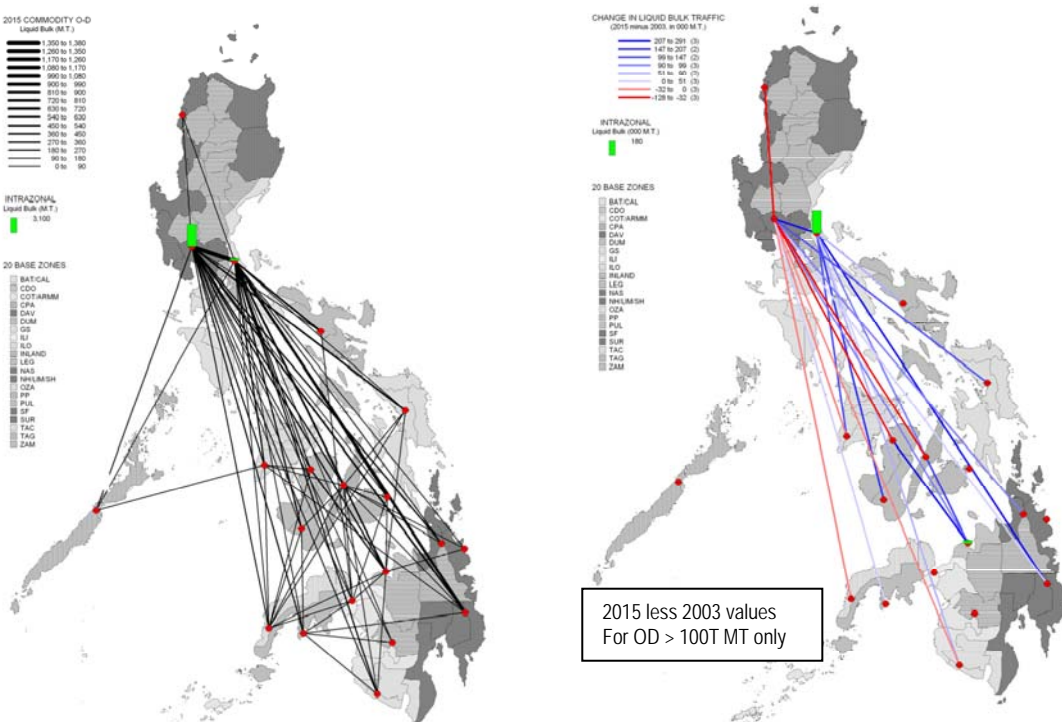 2015 COMMODITY O-D
Liquid Bulk (M.T.)
1,350 to 1,380
1,260 to 1,350
1,170 to 1,260
1,080 to 1,170
990 to 1,080
900 to 990
810 to 900
720 to 810
630 to 720
540 to 630
450 to 540
360 to 450
270 to 360
180 to 270
90 to 180
0 to 90
INTRAZONAL
Liquid Bulk (M.T.)
3,100
20 BASE ZONES
BAT/CAL
CDO
COT/ARMM
CPA
DAV
DUM
GS
ILI
ILO
INLAND
LEG
NAS
NH/LIM/SH
OZA
PP
PUL
SF
SUR
TAC
TAG
ZAM
CHANGE IN LIQUID BULK TRAFFIC
(2015 minus 2003, in 000 M.T.)
207 to 291 (3)
147 to 207 (2)
99 to 147 (2)
90 to 99 (3)
51 to 90
0 to 51 (3)
-32 to 0 (3)
-128 to -32 (3)
INTRAZONAL
Liquid Bulk (000 M.T.)
180
20 BASE ZONES
BAT/CAL
CDO
COT/ARMM
CPA
DAV
DUM
GS
ILI
ILO
INLAND
LEG
NAS
NH/LIM/SH
OZA
PP
PUL
SF
SUR
TAC
TAG
ZAM
2015 less 2003 values
For OD > 100T MT only